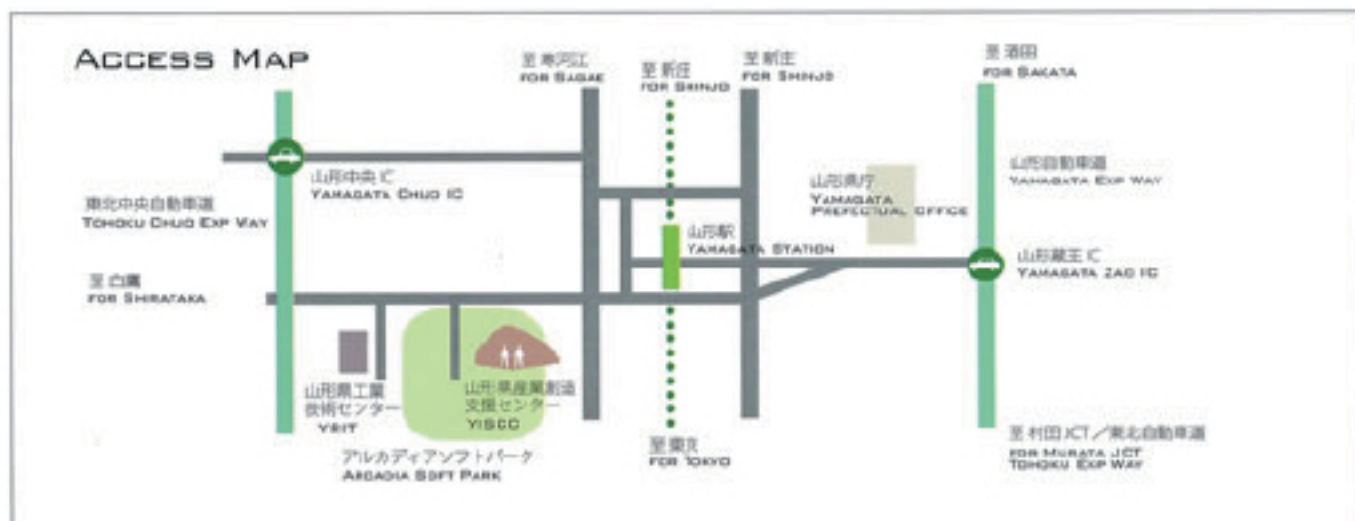 ACCESS MAP
至 寒河江
FOR SAGAE
至 新庄
FOR SHINJO
至 新庄
FOR SHINJO
至 酒田
FOR SAKATA
山形中央 IC
YAMAGATA CHUO IC
東北中央自動車道
TOHOKU CHUO EXP WAY
山形県庁
YAMAGATA
PREFECTUAL OFFICE
山形自動車道
YAMAGATA EXP WAY
山形駅
YAMAGATA STATION
山形蔵王 IC
YAMAGATA ZAO IC
至 白鷹
FOR SHIRATAKA
山形県工業
技術センター
YRIT
山形県産業創造
支援センター
YISCC
アルカディアソフトパーク
ARCADIA SOFT PARK
至 東京
FOR TOKYO
至 村田JCT/東北自動車道
FOR MURATA JCT
TOHOKU EXP WAY